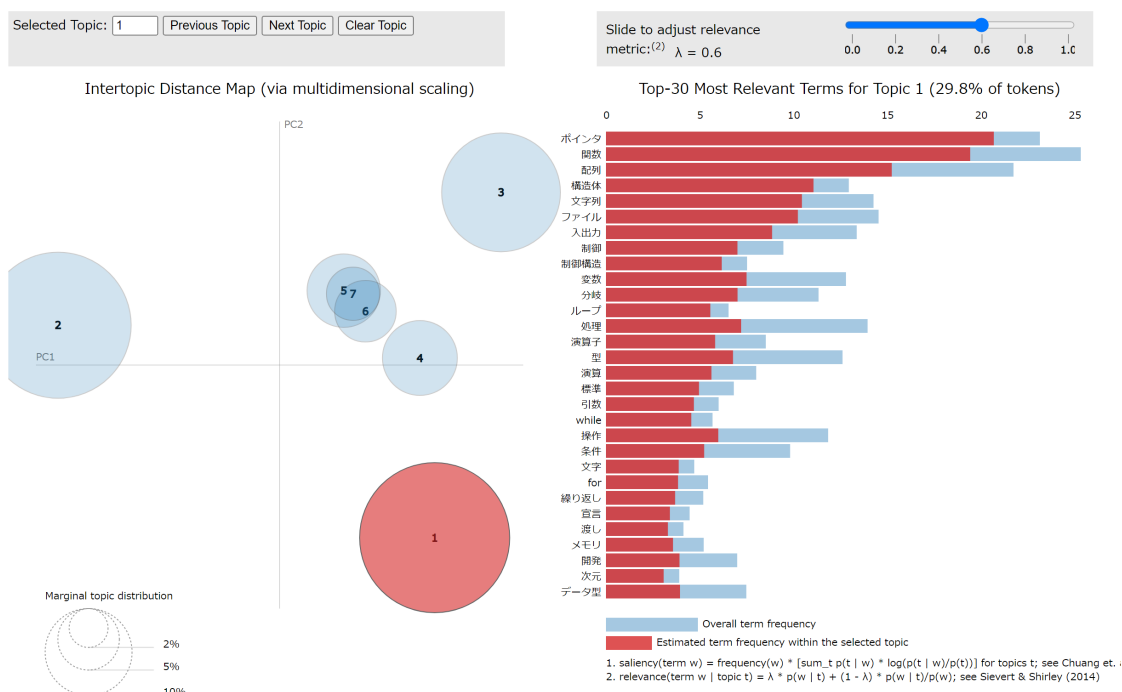 Selected Topic: 1 Previous Topic Next Topic Clear Topic
Slide to adjust relevance
metric:(2) λ = 0.6
0.0 0.2 0.4 0.6 0.8 1.0
Intertopic Distance Map (via multidimensional scaling)
PC2
PC1
3
5
7
6
2
4
1
Marginal topic distribution
2%
5%
10%
Top-30 Most Relevant Terms for Topic 1 (29.8% of tokens)
0 5 10 15 20 25
ポインタ
関数
配列
構造体
文字列
ファイル
入出力
制御
制御構造
変数
分岐
ループ
処理
演算子
型
演算
標準
引数
while
操作
条件
文字
for
繰り返し
宣言
渡し
メモリ
開発
次元
データ型
Overall term frequency
Estimated term frequency within the selected topic
1. saliency(term w) = frequency(w) * [sum_t p(t | w) * log(p(t | w)/p(t))] for topics t; see Chuang et.
2. relevance(term w | topic t) = λ * p(w | t) + (1 - λ) * p(w | t)/p(w); see Sievert & Shirley (2014)